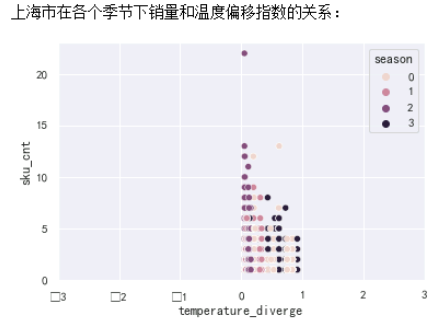 上海市在各个季节下销量和温度偏移指数的关系：
season
0
1
2
3
20
15
10
5
0
sku_cnt
□3 □2 □1 0 1 2 3
temperature_diverge